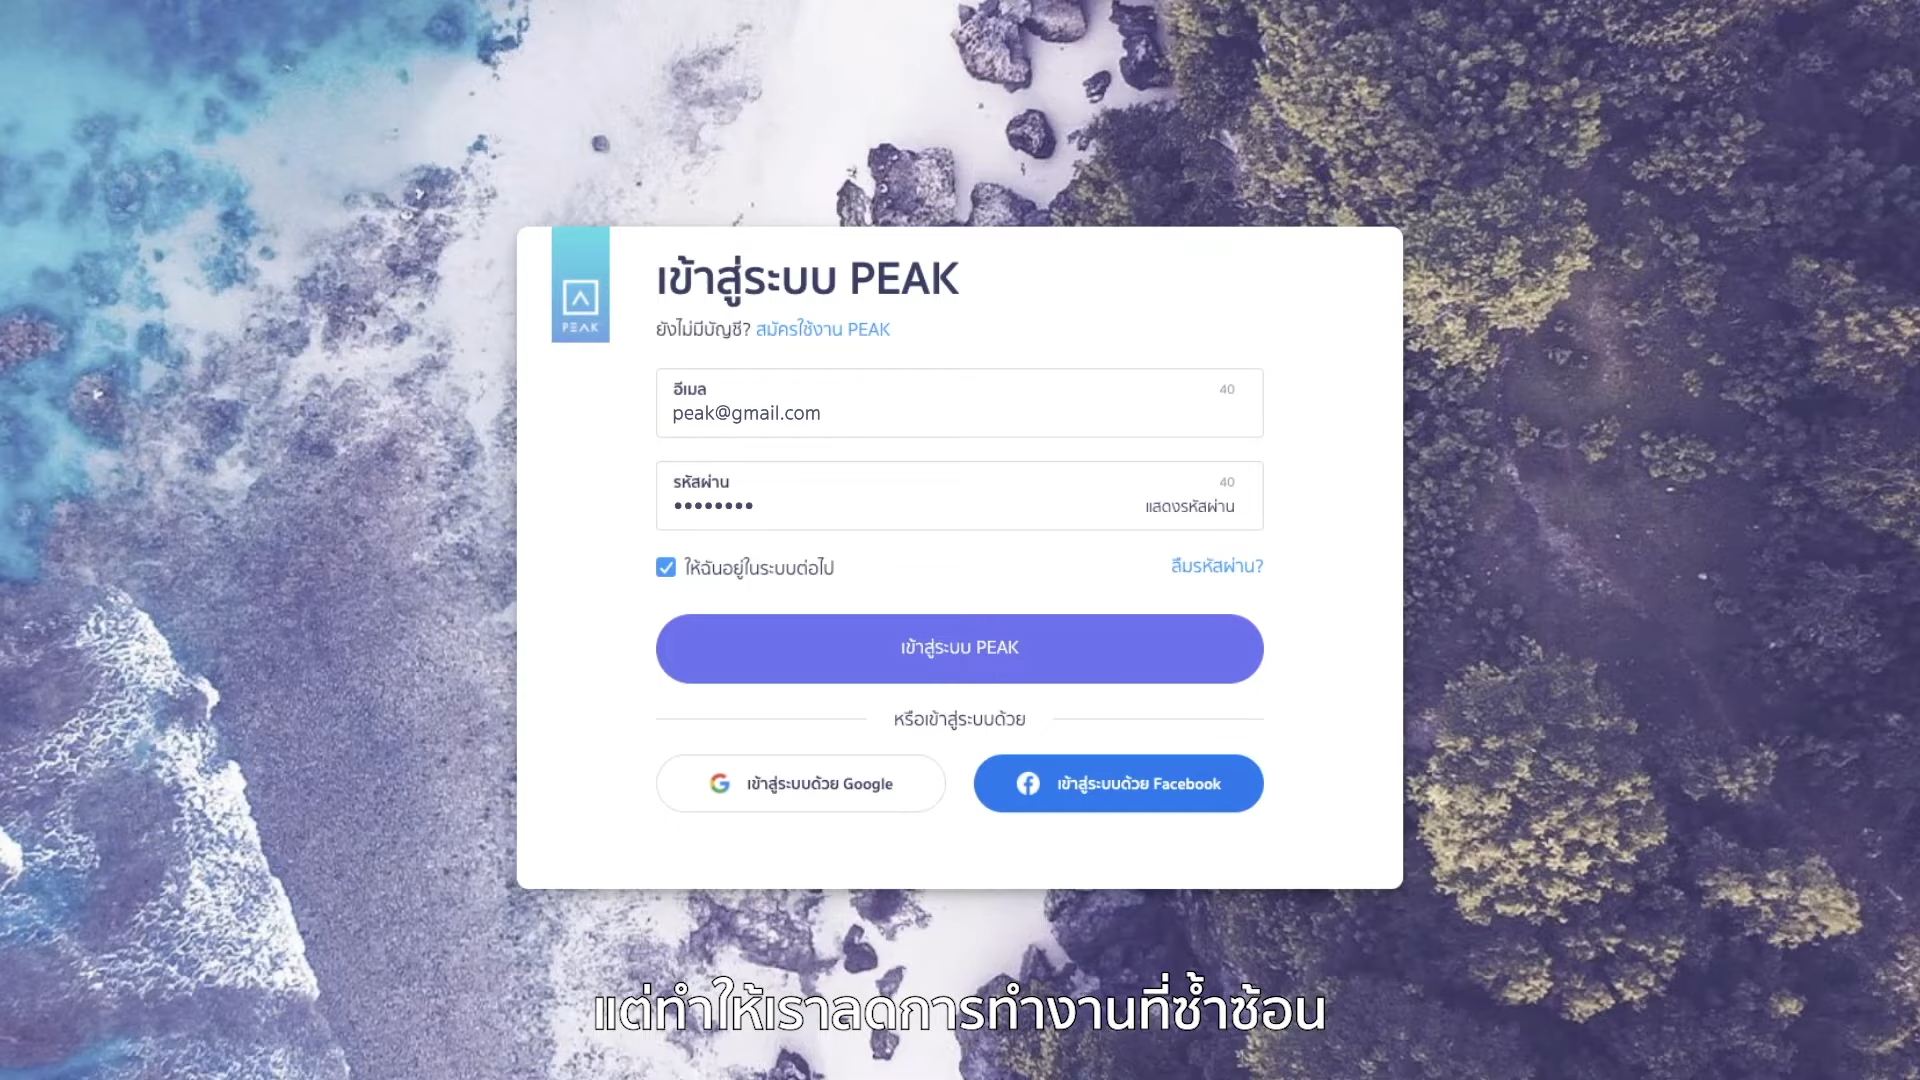 PEAK
เข้าสู่ระบบ PEAK
ยังไม่มีบัญชี? สมัครใช้งาน PEAK
อีเมล 40
peak@gmail.com
รหัสผ่าน 40
•••••••• แสดงรหัสผ่าน
ให้ฉันอยู่ในระบบต่อไป ลืมรหัสผ่าน?
เข้าสู่ระบบ PEAK
หรือเข้าสู่ระบบด้วย
เข้าสู่ระบบด้วย Google เข้าสู่ระบบด้วย Facebook
แต่ทำให้เราลดการทำงานที่ซ้ำซ้อน